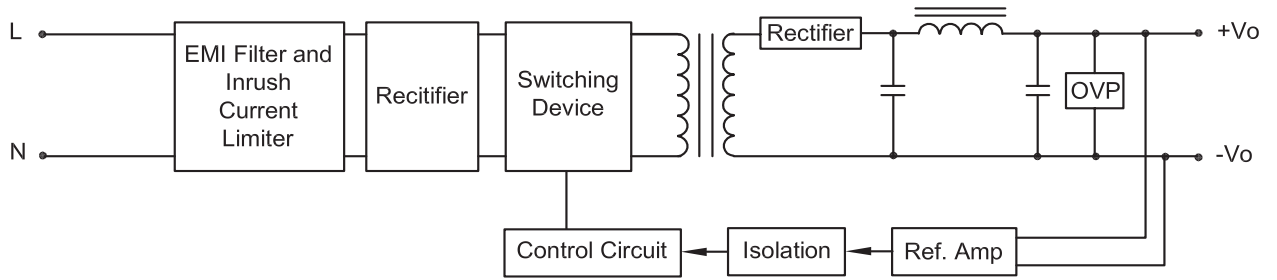 L
N
EMI Filter and
Inrush
Current
Limiter
Recitifier
Switching
Device
Rectifier
OVP
+Vo
-Vo
Control Circuit
Isolation
Ref. Amp